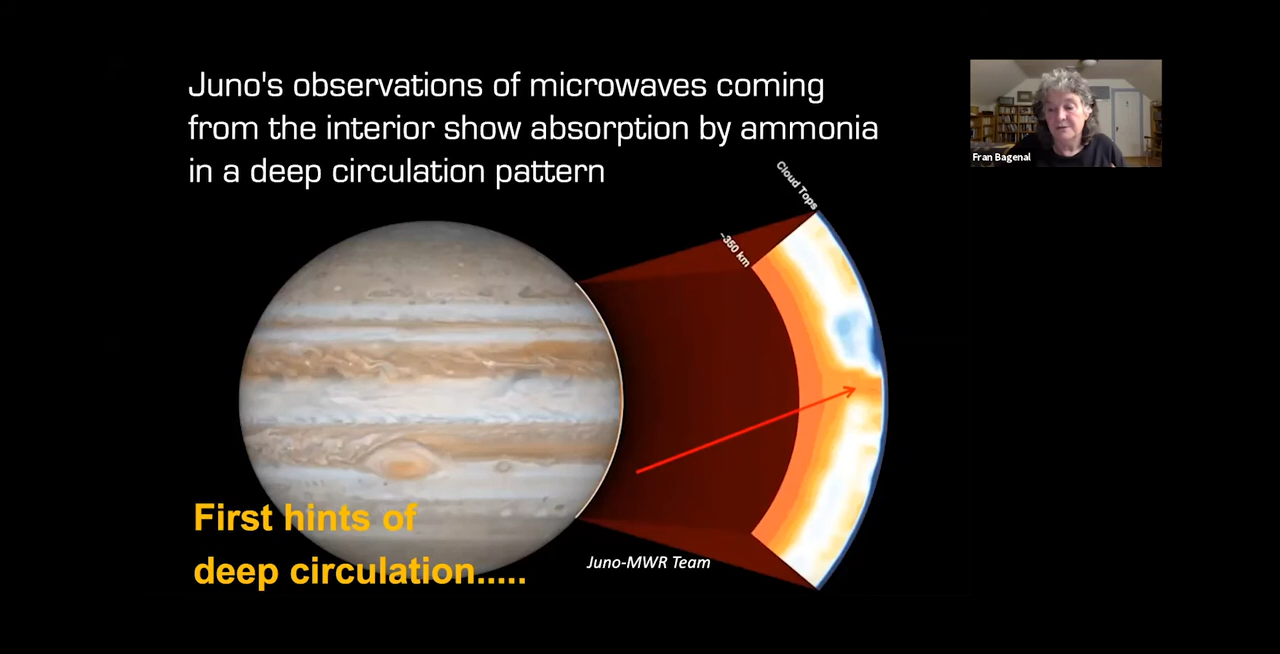 Juno's observations of microwaves coming
from the interior show absorption by ammonia
in a deep circulation pattern
Fran Bagenal
Cloud Tops
~350 km
First hints of
deep circulation.....
Juno-MWR Team